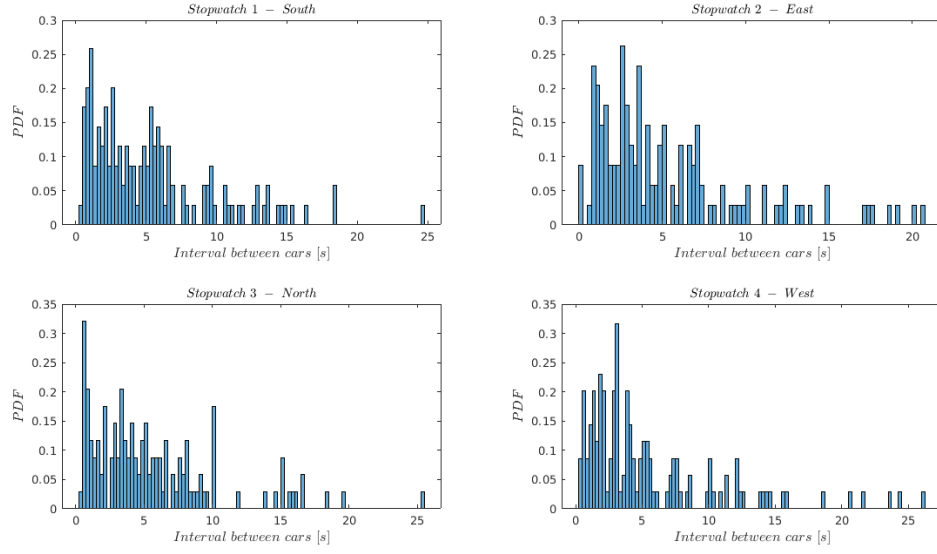 Stopwatch 1 − South
0.3
0.25
0.2
0.15
0.1
0.05
0
PDF
0 5 10 15 20 25
Interval between cars [s]
Stopwatch 2 − East
0.3
0.25
0.2
0.15
0.1
0.05
0
PDF
0 5 10 15 20
Interval between cars [s]
Stopwatch 3 − North
0.35
0.3
0.25
0.2
0.15
0.1
0.05
0
PDF
0 5 10 15 20 25
Interval between cars [s]
Stopwatch 4 − West
0.35
0.3
0.25
0.2
0.15
0.1
0.05
0
PDF
0 5 10 15 20 25
Interval between cars [s]